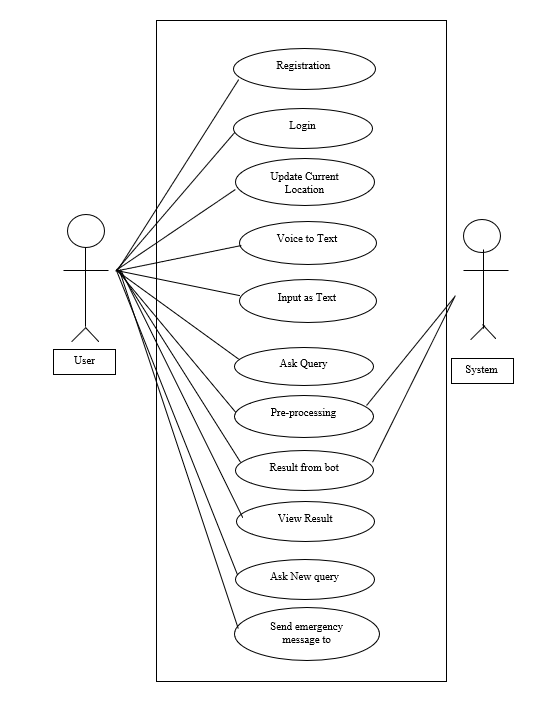 Registration
Login
Update Current
Location
Voice to Text
Input as Text
Ask Query
Pre-processing
Result from bot
View Result
Ask New query
Send emergency
message to
User
System